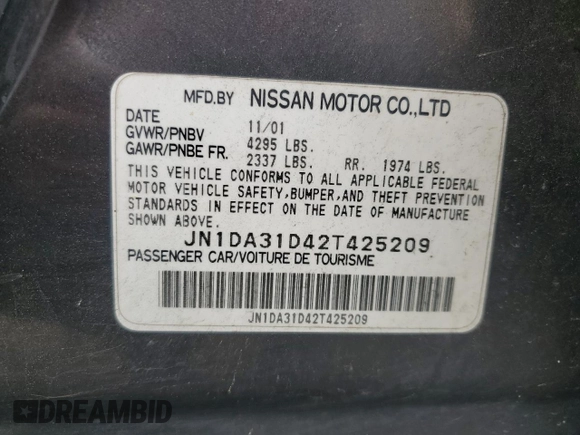 MFD.BY NISSAN MOTOR CO.,LTD
DATE 11/01
GVWR/PNBV 4295 LBS.
GAWR/PNBE FR. 2337 LBS. RR. 1974 LBS.
THIS VEHICLE CONFORMS TO ALL APPLICABLE FEDERAL
MOTOR VEHICLE SAFETY,BUMPER,AND THEFT PREVENTION
STANDARDS IN EFFECT ON THE DATE OF MANUFACTURE
SHOWN ABOVE.
JN1DA31D42T425209
PASSENGER CAR/VOITURE DE TOURISME
JN1DA31D42T425209
DREAMBID